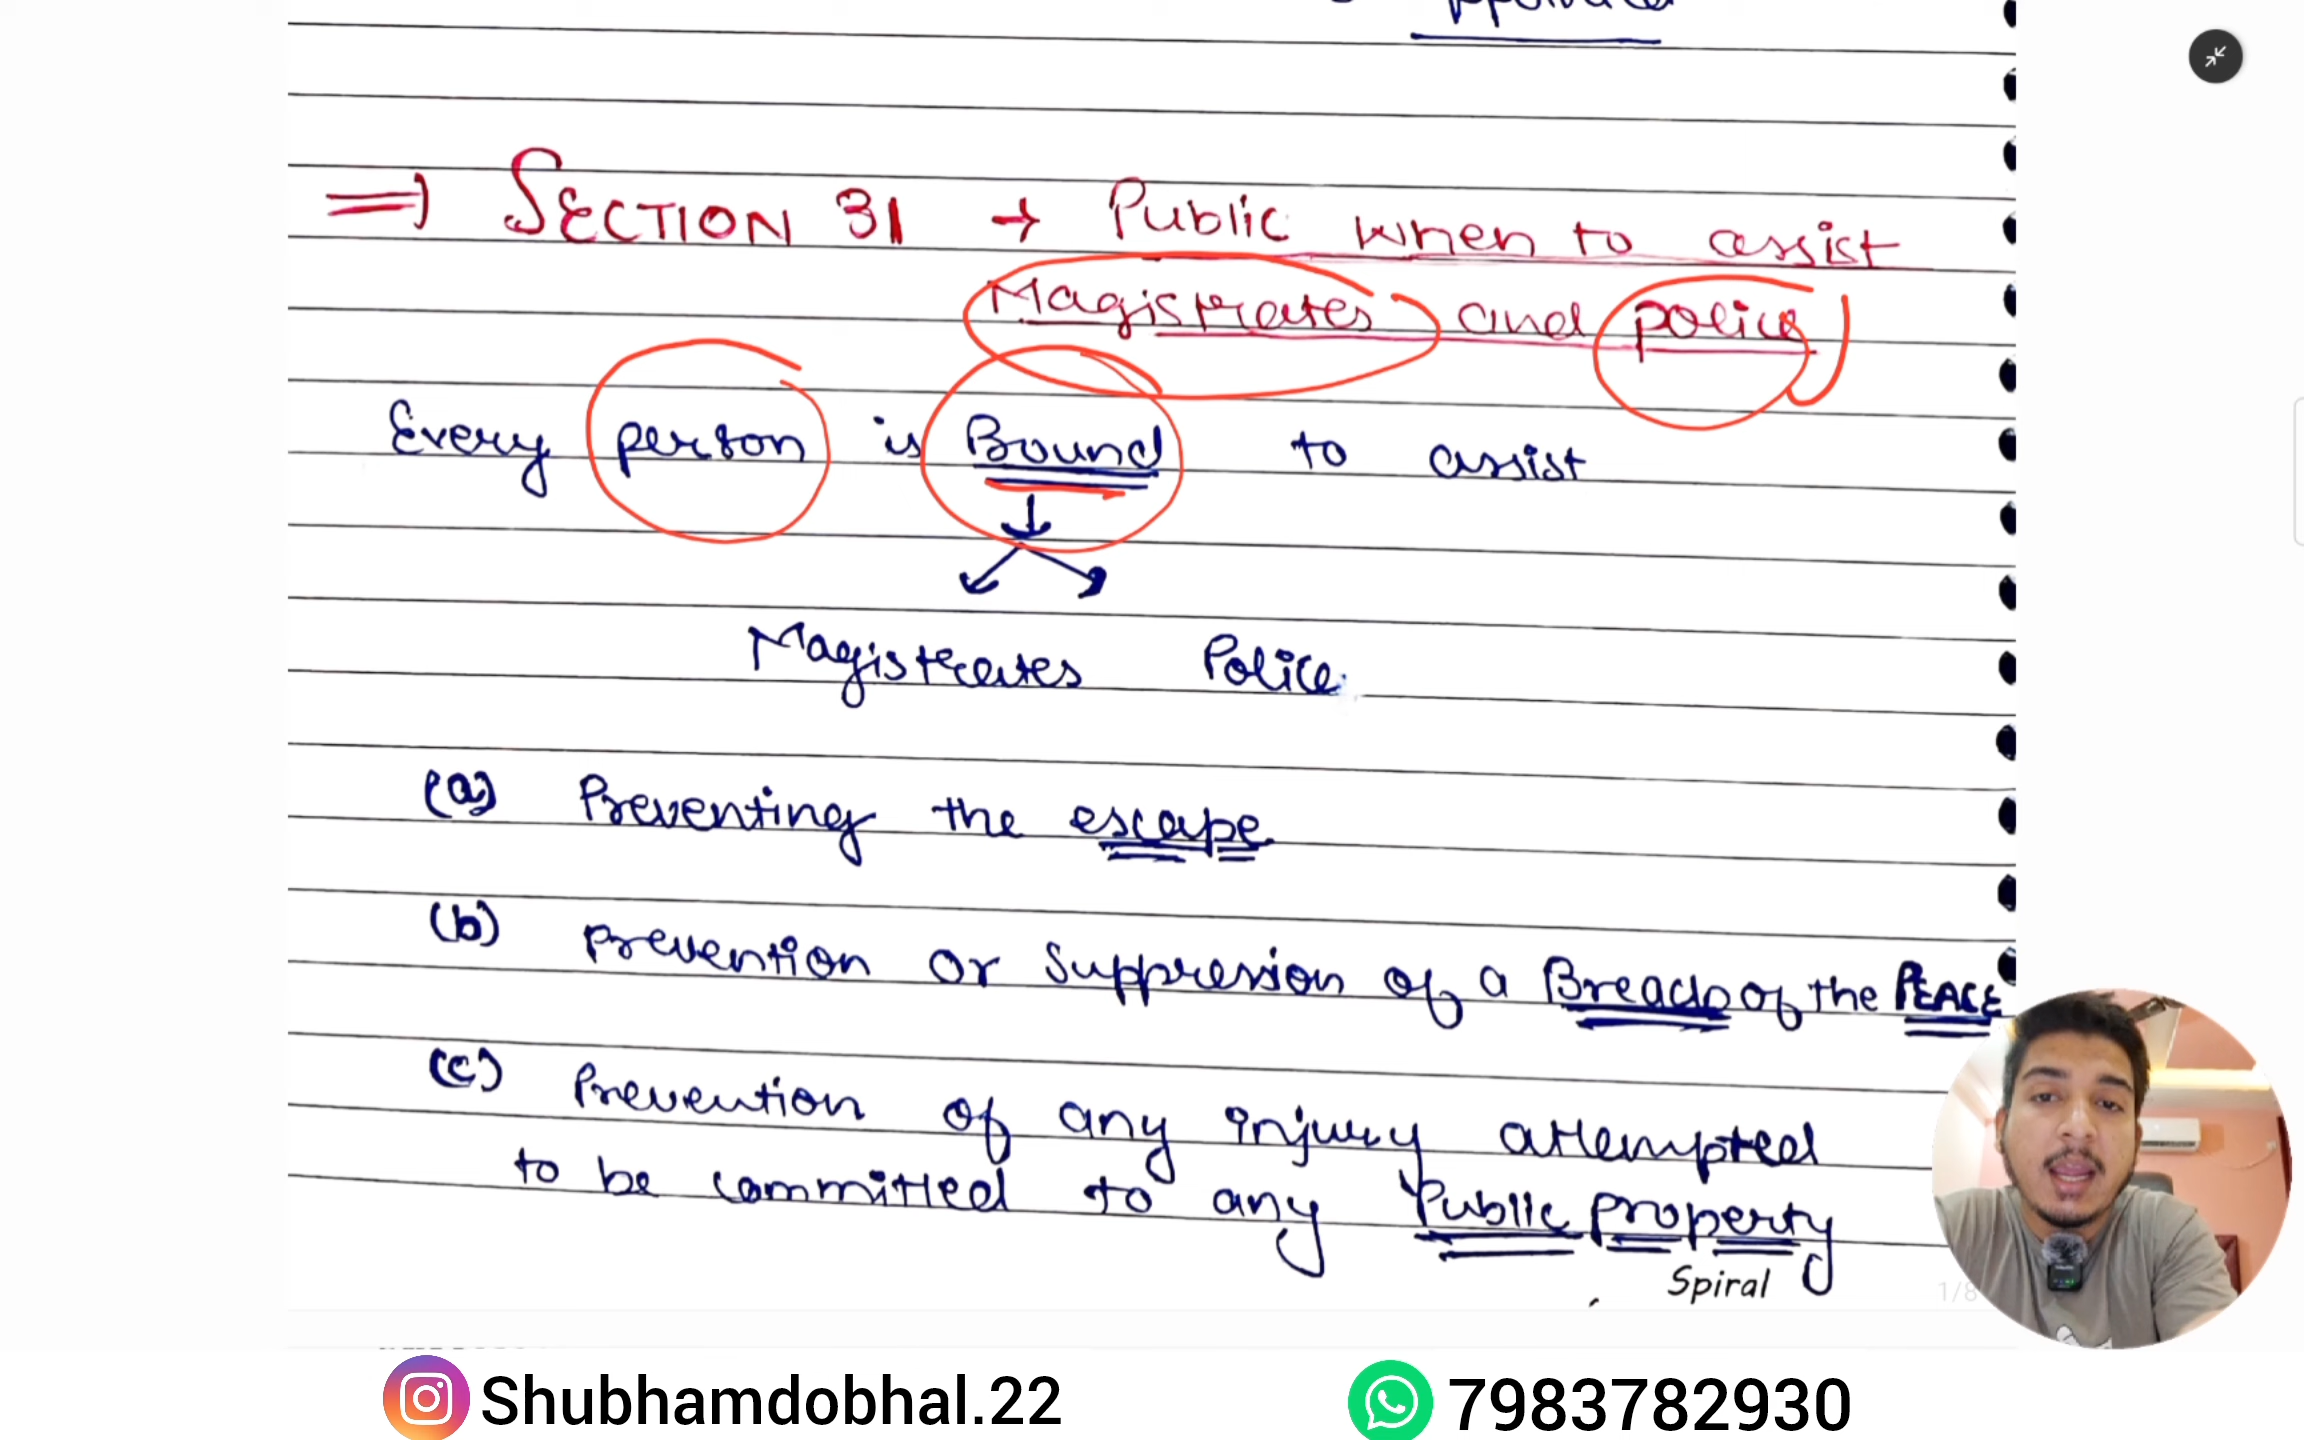 ⇒ SECTION 31 → Public when to assist
Magistrates and police
Every person is Bound to assist
Magistrates Police
(a) Preventing the escape
(b) Prevention or Suppression of a Breach of the PEACE
(c) Prevention of any injury attempted
to be committed to any Public property
Spiral
1/8
Shubhamdobhal.22
7983782930